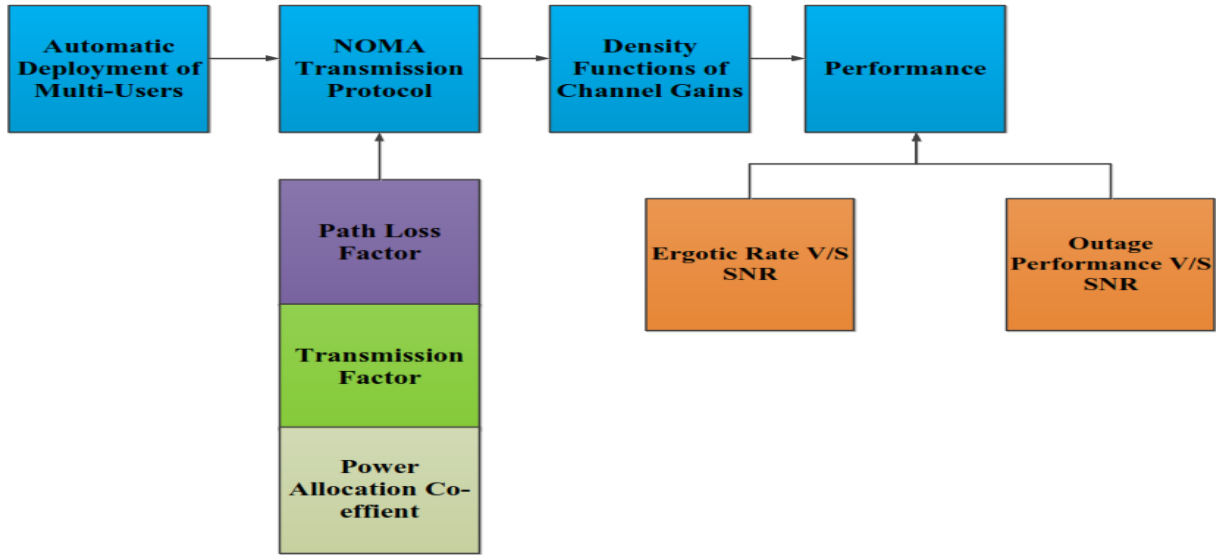 Automatic
Deployment of
Multi-Users
NOMA
Transmission
Protocol
Density
Functions of
Channel Gains
Performance
Path Loss
Factor
Transmission
Factor
Power
Allocation Co-
effient
Ergotic Rate V/S
SNR
Outage
Performance V/S
SNR